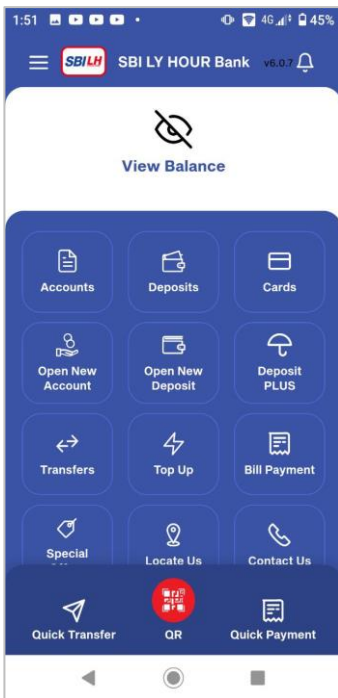 1:51 4G 45%
SBILH SBI LY HOUR Bank v6.0.7
View Balance
Accounts Deposits Cards
Open New Open New Deposit
Account Deposit PLUS
Transfers Top Up Bill Payment
Special
Locate Us Contact Us
Quick Transfer QR Quick Payment